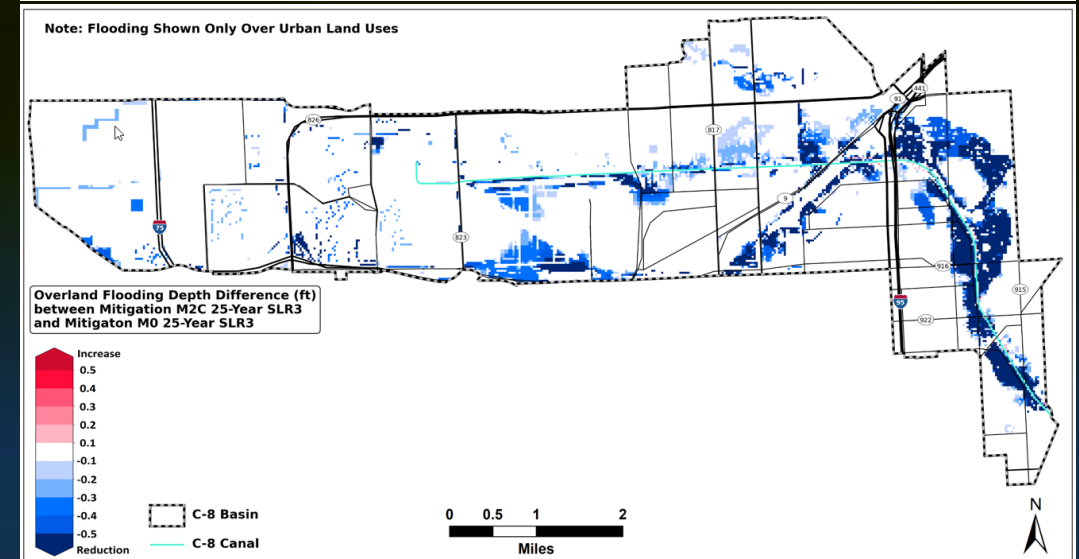 Note: Flooding Shown Only Over Urban Land Uses
441
91
826
817
9
75
823
916
915
95
922
Overland Flooding Depth Difference (ft)
between Mitigation M2C 25-Year SLR3
and Mitigaton M0 25-Year SLR3
Increase
0.5
0.4
0.3
0.2
0.1
-0.1
-0.2
-0.3
-0.4
-0.5
Reduction
C-8 Basin
C-8 Canal
0 0.5 1 2
Miles
N